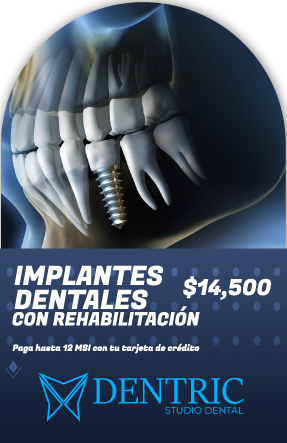 IMPLANTES
DENTALES
CON REHABILITACIÓN
$14,500
Paga hasta 12 MSI con tu tarjeta de crédito
DENTRIC
STUDIO DENTAL